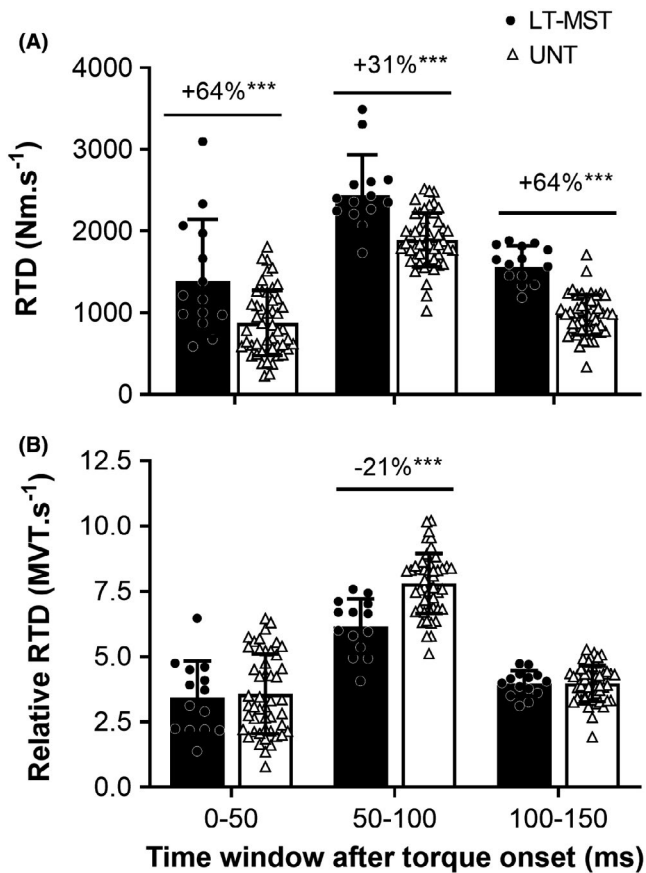 (A)
● LT-MST
△ UNT
+64%***
+31%***
+64%***
4000
3000
2000
1000
0
RTD (Nm.s⁻¹)
(B)
-21%***
12.5
10.0
7.5
5.0
2.5
0.0
Relative RTD (MVT.s⁻¹)
0-50
50-100
100-150
Time window after torque onset (ms)